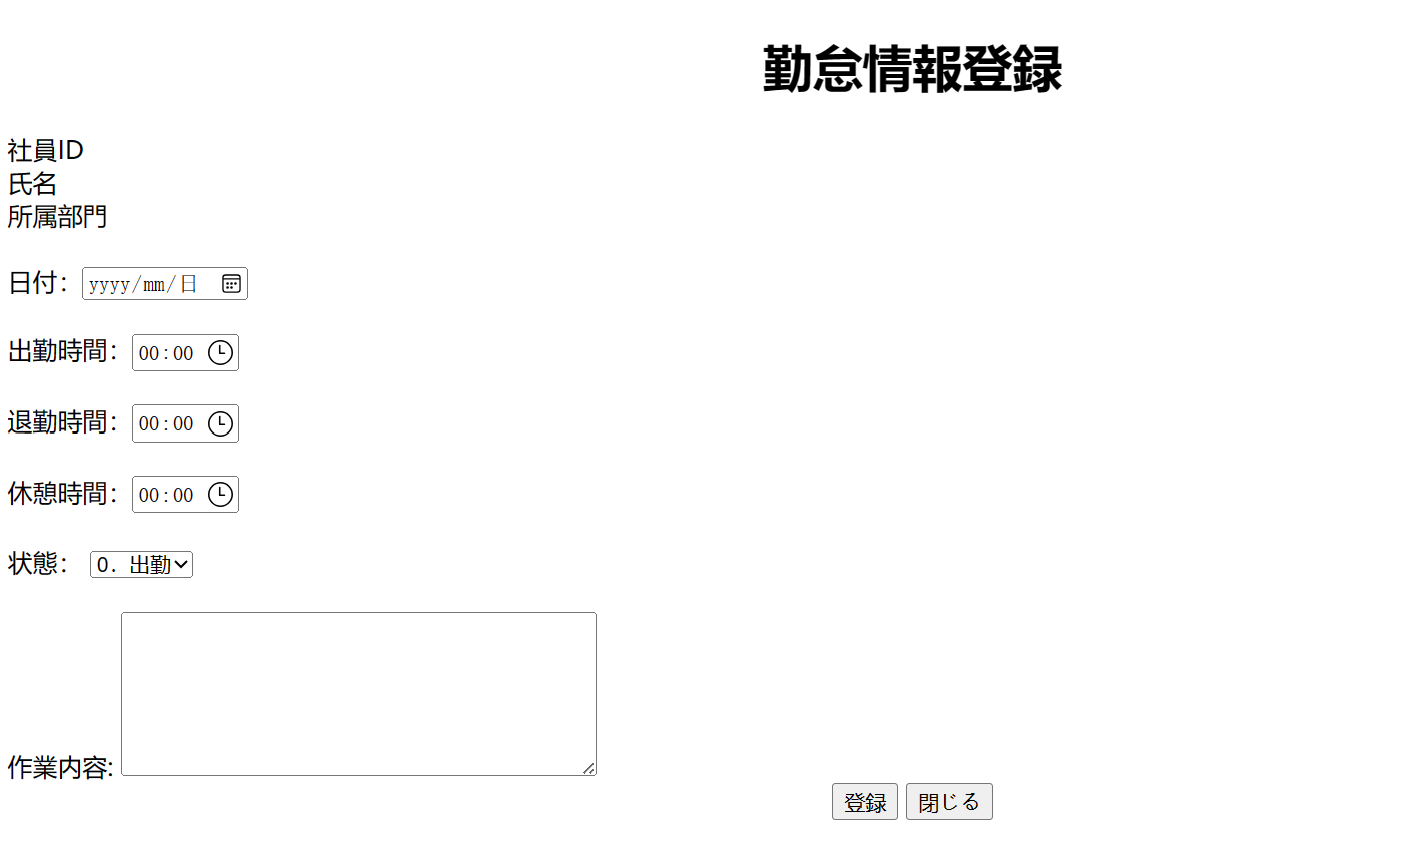 勤怠情報登録
社員ID
氏名
所属部門
日付： yyyy/mm/日
出勤時間： 00:00
退勤時間： 00:00
休憩時間： 00:00
状態： 0. 出勤
作業内容:
登録 閉じる